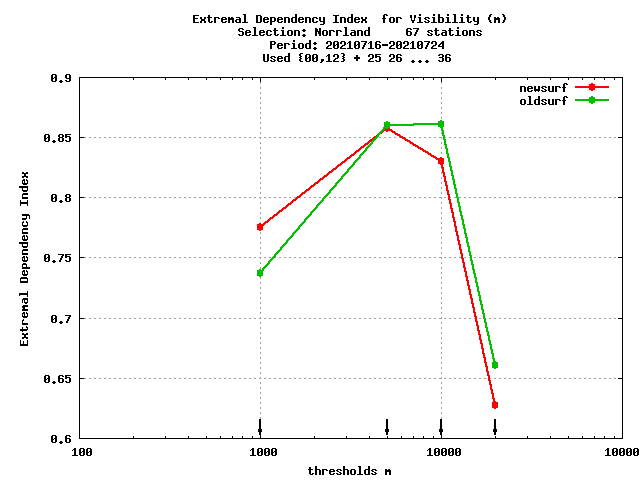 Extremal Dependency Index  for Visibility (m)
Selection: Norrland     67 stations
Period: 20210716-20210724
Used {00,12} + 25 26 ... 36
newsurf
oldsurf
0.9
0.85
0.8
0.75
0.7
0.65
0.6
Extremal Dependency Index
100
1000
10000
10000
thresholds m